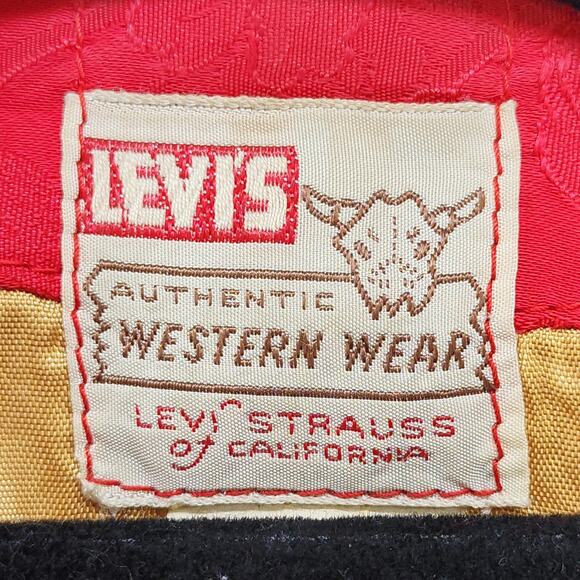 LEVI'S
AUTHENTIC
WESTERN WEAR
LEVI STRAUSS
of CALIFORNIA